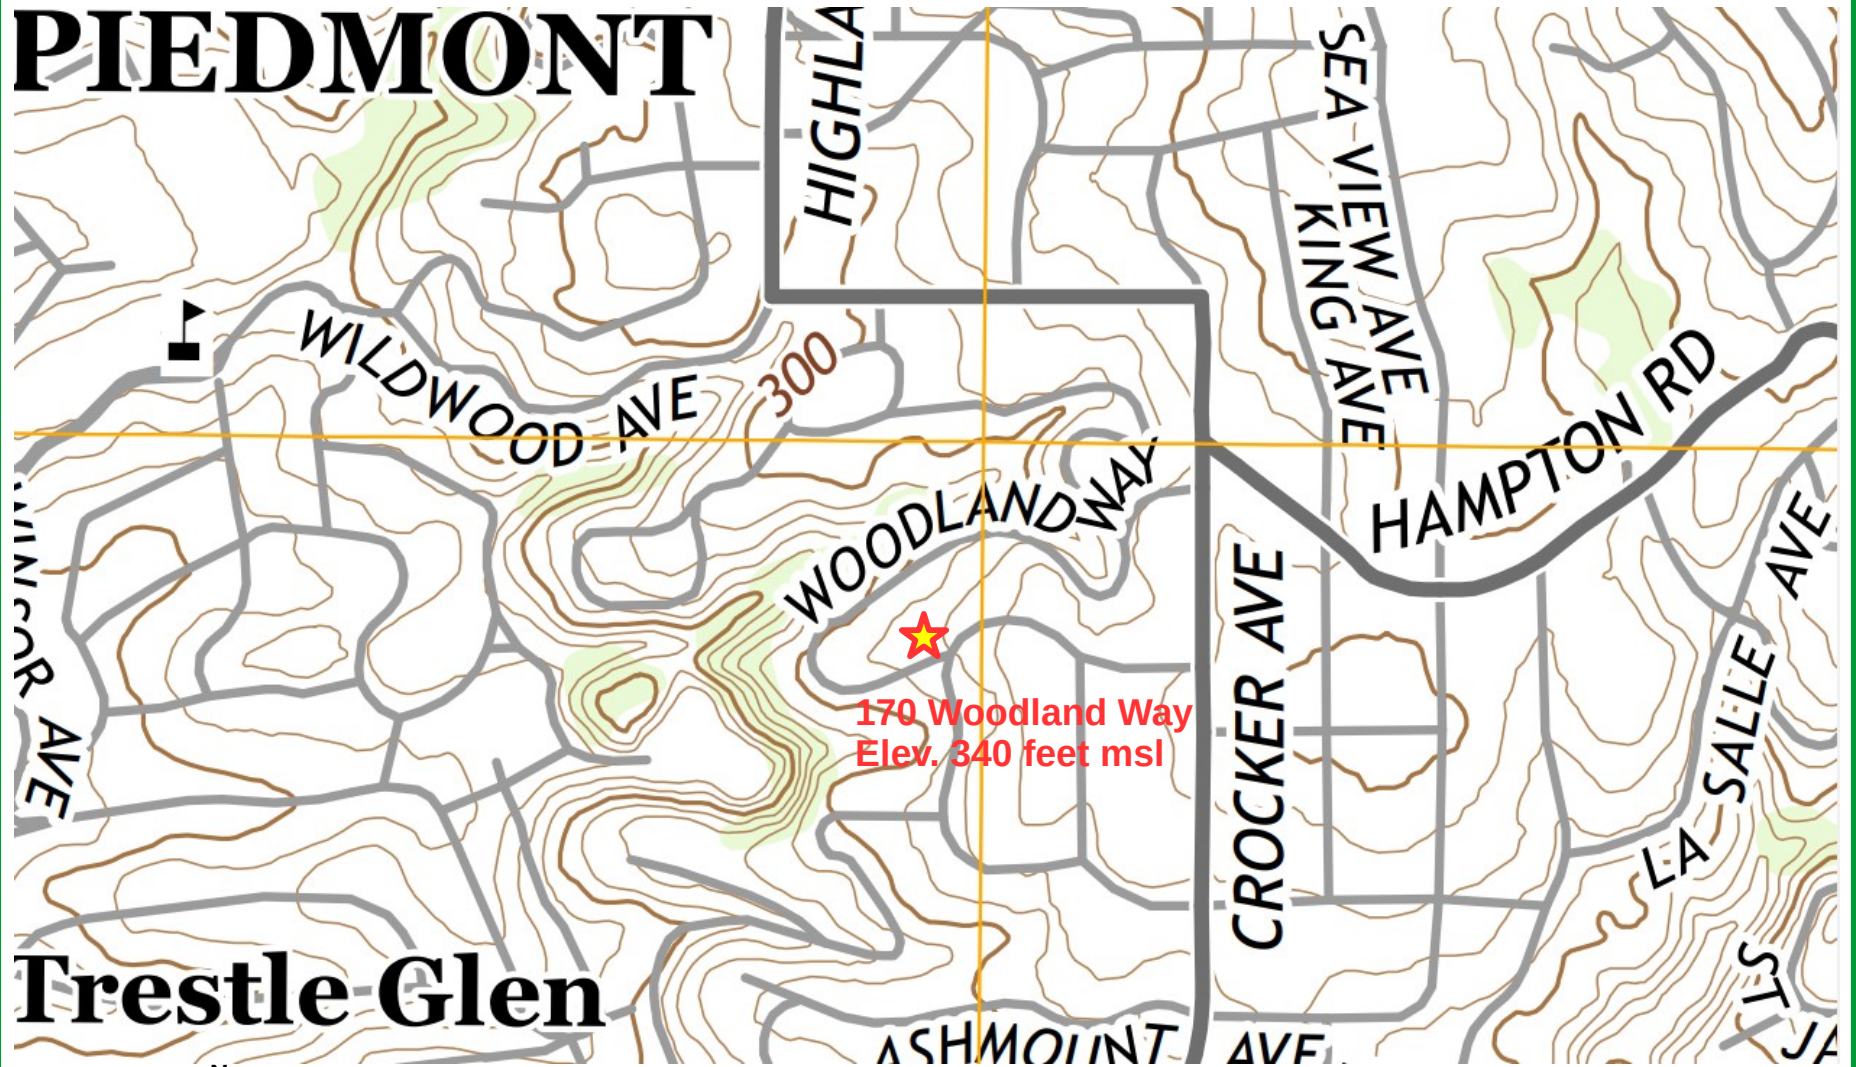 PIEDMONT
HIGHLA
SEA VIEW AVE
KING AVE
WILDWOOD AVE
300
HAMPTON RD
WOODLAND WAY
WINSOR AVE
CROCKER AVE
LA SALLE AVE
170 Woodland Way
Elev. 340 feet msl
Trestle Glen
ASHMOUNT AVE
ST JA